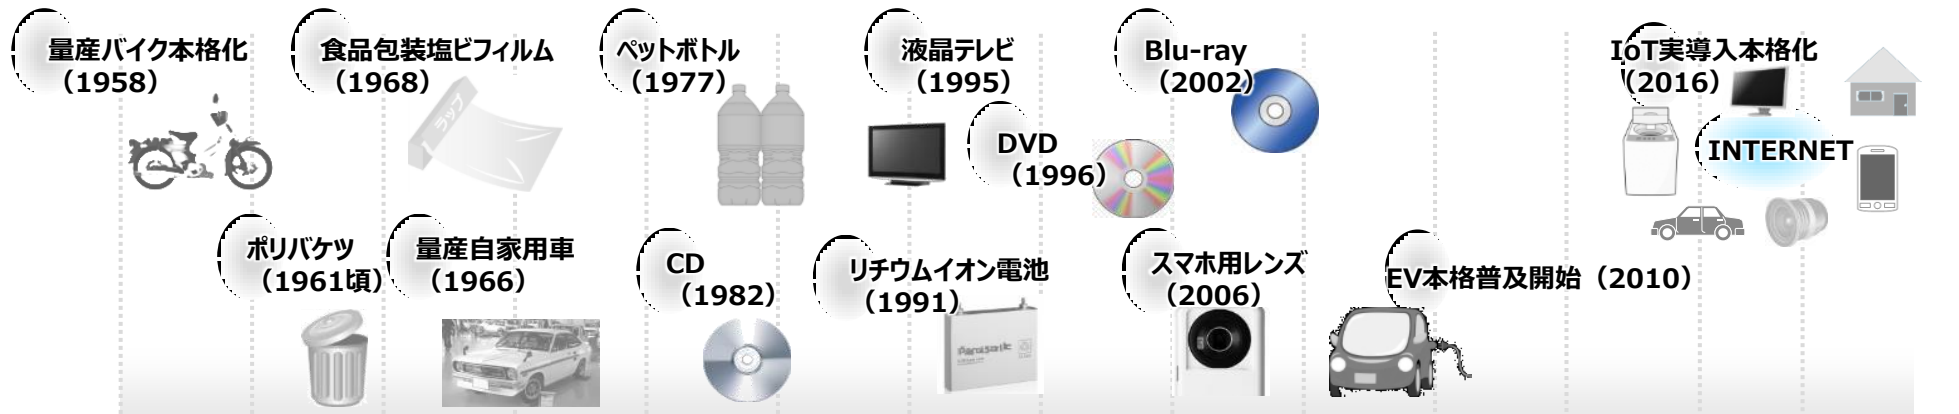 量産バイク本格化
（1958）
食品包装塩ビフィルム
（1968）
ラップ
ペットボトル
（1977）
液晶テレビ
（1995）
DVD
（1996）
Blu-ray
（2002）
IoT実導入本格化
（2016）
INTERNET
ポリバケツ
（1961頃）
量産自家用車
（1966）
CD
（1982）
リチウムイオン電池
（1991）
Panasonic
スマホ用レンズ
（2006）
EV本格普及開始（2010）